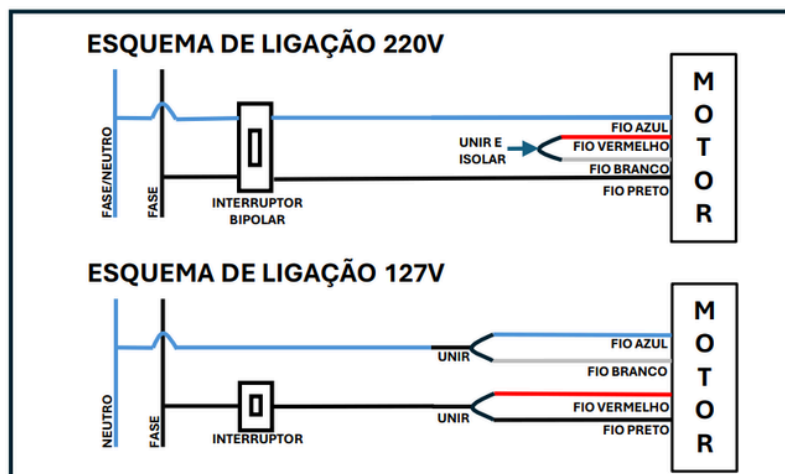 ESQUEMA DE LIGAÇÃO 220V
FASE/NEUTRO
FASE
INTERRUPTOR
BIPOLAR
UNIR E
ISOLAR
FIO AZUL
FIO VERMELHO
FIO BRANCO
FIO PRETO
M
O
T
O
R
ESQUEMA DE LIGAÇÃO 127V
NEUTRO
FASE
INTERRUPTOR
UNIR
UNIR
FIO AZUL
FIO BRANCO
FIO VERMELHO
FIO PRETO
M
O
T
O
R